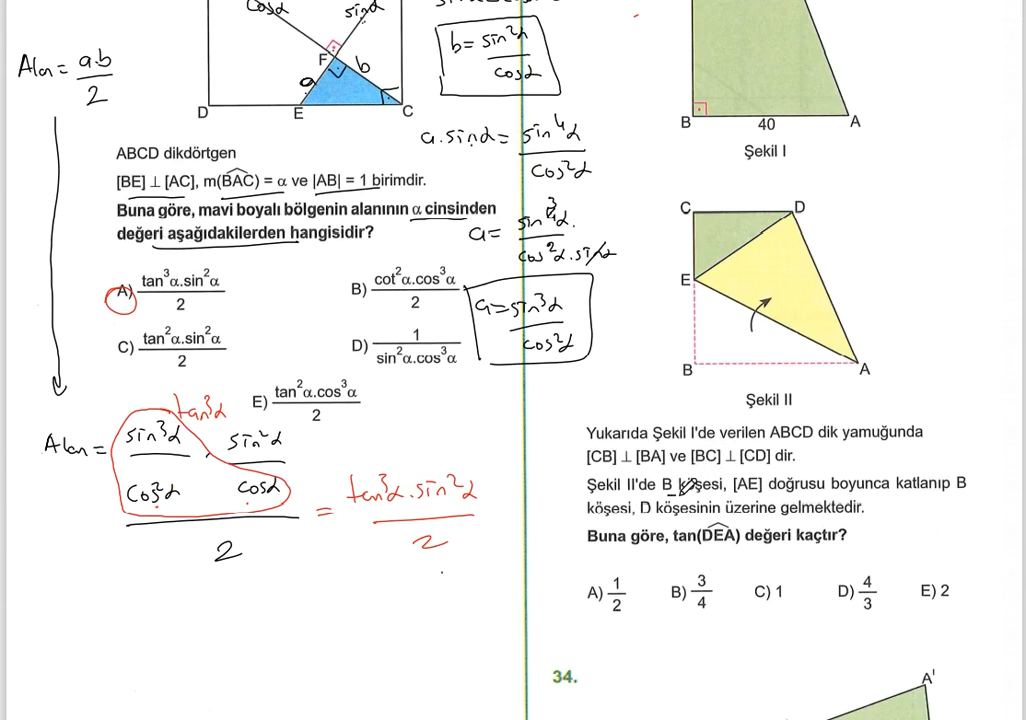 cosα
sinα
Alan = a.b / 2
F
a
b
D
E
C
b = sin²α / cosα
a.sinα = sin⁴α / cos²α
ABCD dikdörtgen
[BE] ⊥ [AC], m(BAC) = α ve |AB| = 1 birimdir.
Buna göre, mavi boyalı bölgenin alanının α cinsinden
değeri aşağıdakilerden hangisidir?
A) tan³α.sin²α / 2
B) cot²α.cos³α / 2
C) tan²α.sin²α / 2
D) 1 / sin²α.cos³α
E) tan²α.cos³α / 2
a = sin³α / cos²α.sinα
a = sin³α / cos²α
tan³α
Alan = sin³α / cos²α . sin²α / cosα / 2 = tan³α.sin²α / 2
B
40
A
Şekil I
C
D
E
B
A
Şekil II
Yukarıda Şekil I'de verilen ABCD dik yamuğunda
[CB] ⊥ [BA] ve [BC] ⊥ [CD] dir.
Şekil II'de B köşesi, [AE] doğrusu boyunca katlanıp B
köşesi, D köşesinin üzerine gelmektedir.
Buna göre, tan(DEA) değeri kaçtır?
A) 1/2
B) 3/4
C) 1
D) 4/3
E) 2
34.
A'